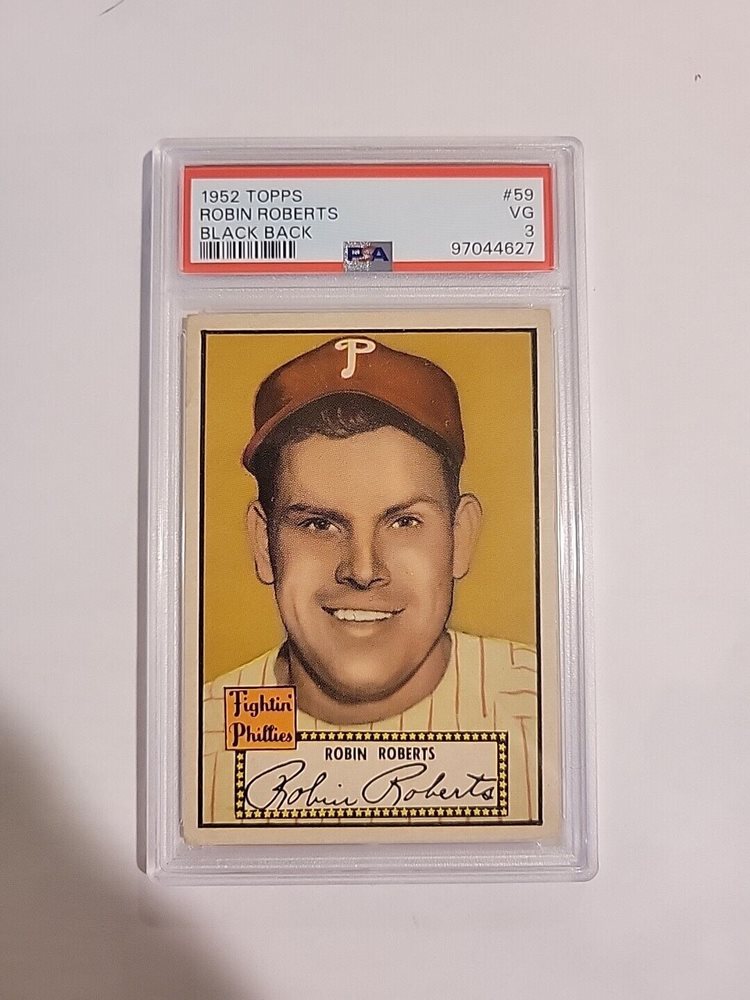 1952 TOPPS #59
ROBIN ROBERTS VG
BLACK BACK 3
PSA 97044627
P
Fightin'
Phillies
ROBIN ROBERTS
Robin Roberts